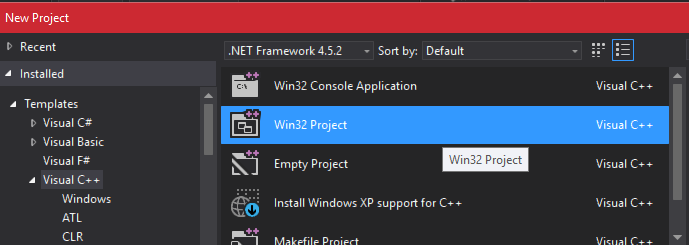 New Project
Recent
.NET Framework 4.5.2
Sort by:
Default
Installed
Templates
Visual C#
Visual Basic
Visual F#
Visual C++
Windows
ATL
CLR
Win32 Console Application
Visual C++
Win32 Project
Visual C++
Win32 Project
Empty Project
Visual C++
Install Windows XP support for C++
Visual C++
Makefile Project
Visual C++